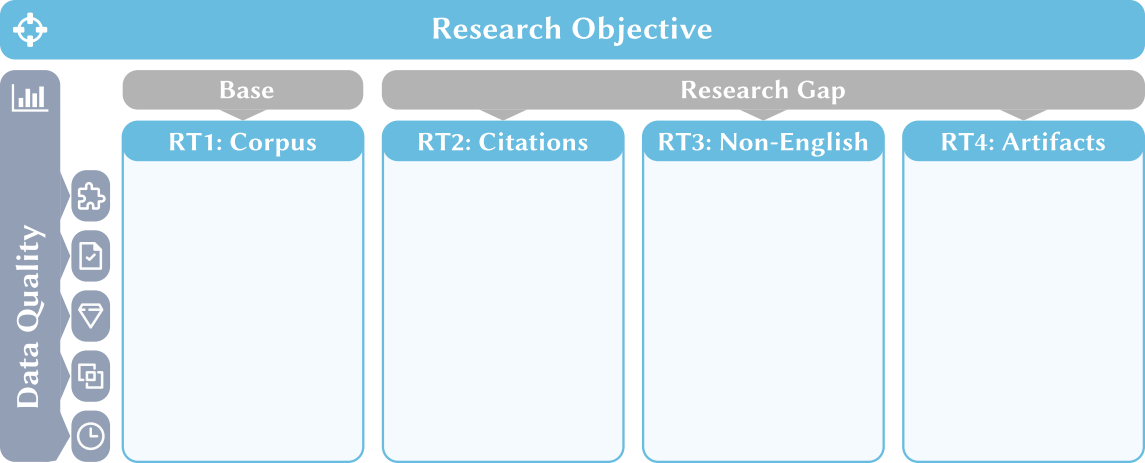 Research Objective
Base
Research Gap
RT1: Corpus
RT2: Citations
RT3: Non-English
RT4: Artifacts
Data Quality